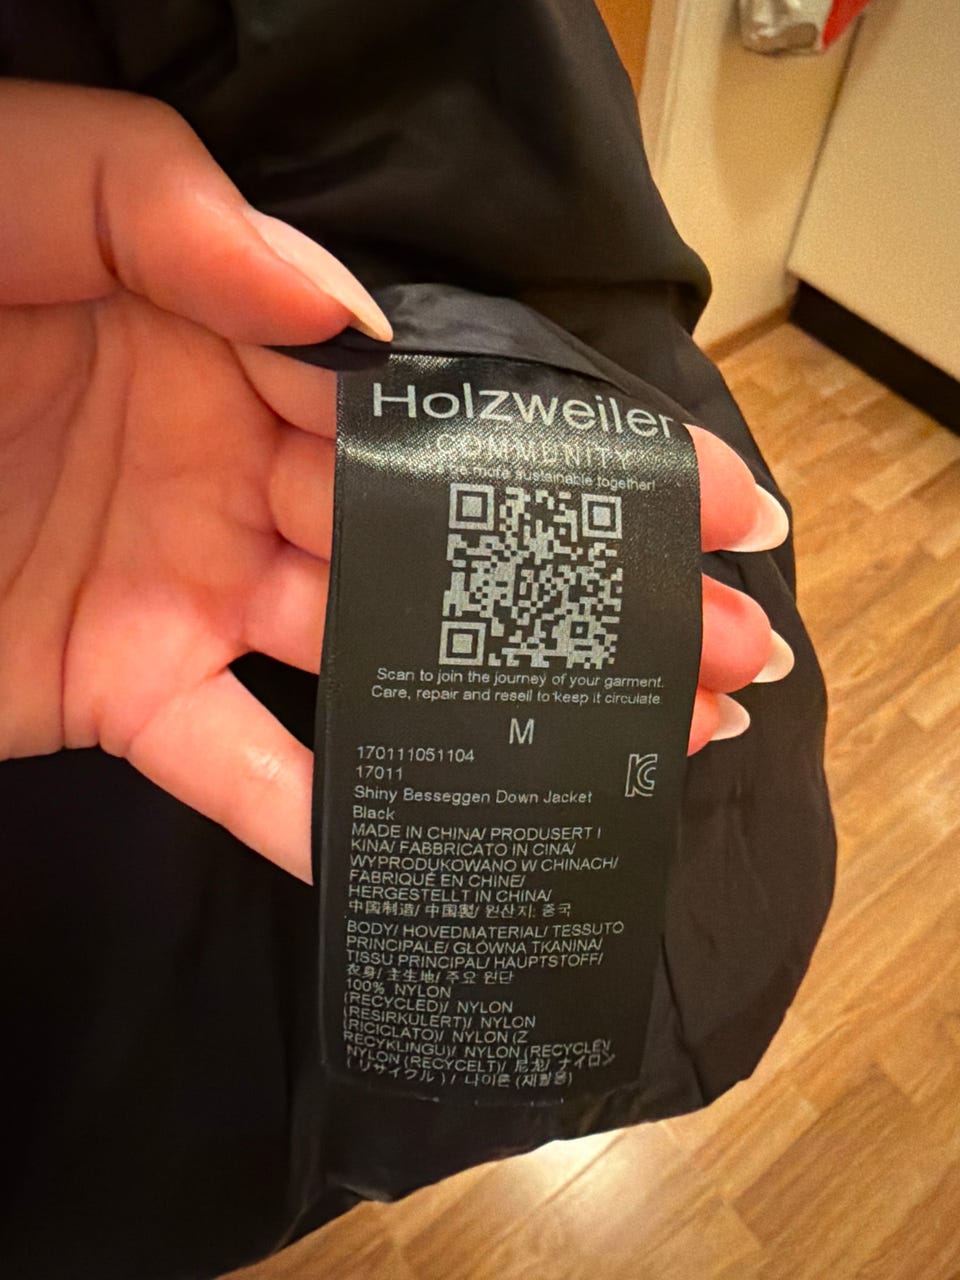 Holzweiler
COMMUNITY
more sustainable together!
Scan to join the journey of your garment.
Care, repair and resell to keep it circulate.
M
170111051104
17011
Shiny Besseggen Down Jacket
Black
MADE IN CHINA/ PRODUSERT I
KINA/ FABBRICATO IN CINA/
WYPRODUKOWANO W CHINACH/
FABRIQUÉ EN CHINE/
HERGESTELLT IN CHINA/
中国制造/ 中国製/ 원산지: 중국
BODY/ HOVEDMATERIAL/ TESSUTO
PRINCIPALE/ GŁÓWNA TKANINA/
TISSU PRINCIPAL/ HAUPTSTOFF/
衣身/ 主生地/ 주요 원단
100% NYLON
(RECYCLED)/ NYLON
(RESIRKULERT)/ NYLON
(RICICLATO)/ NYLON (Z
RECYKLINGU)/ NYLON (RECYCLÉ)/
NYLON (RECYCELT)/ 尼龙/ ナイロン
(リサイクル)/ 나이론 (재활용)